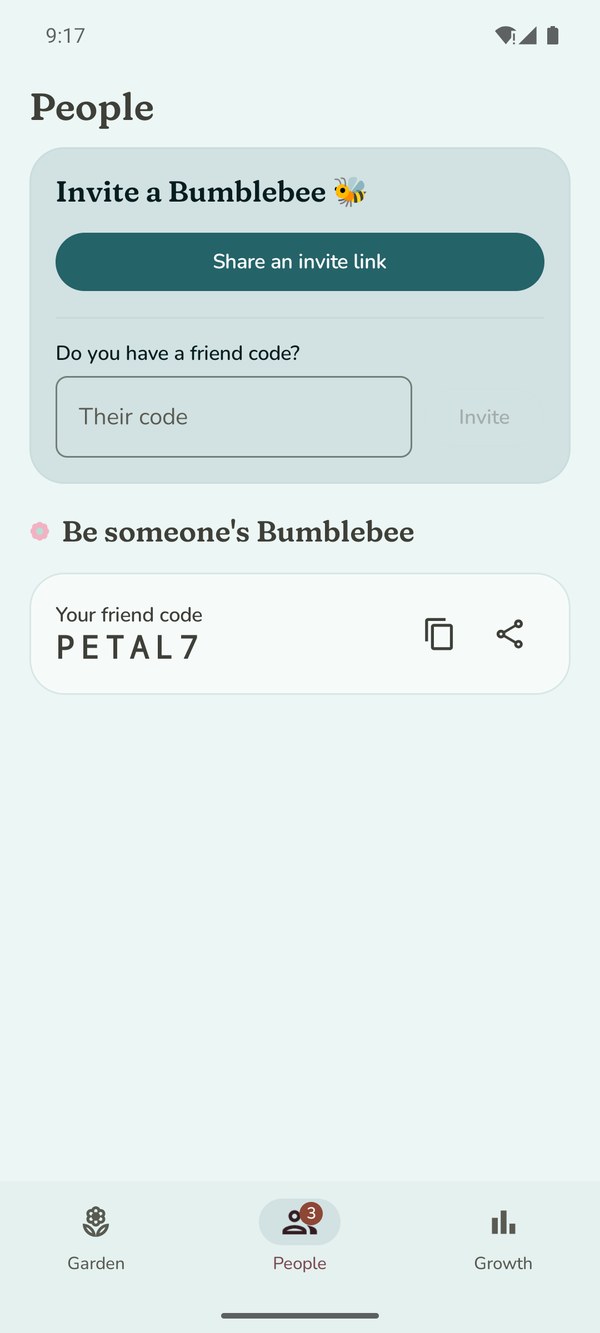 9:17
People
Invite a Bumblebee 🐝
Share an invite link
Do you have a friend code?
Their code
Invite
Be someone's Bumblebee
Your friend code
PETAL7
3
Garden
People
Growth